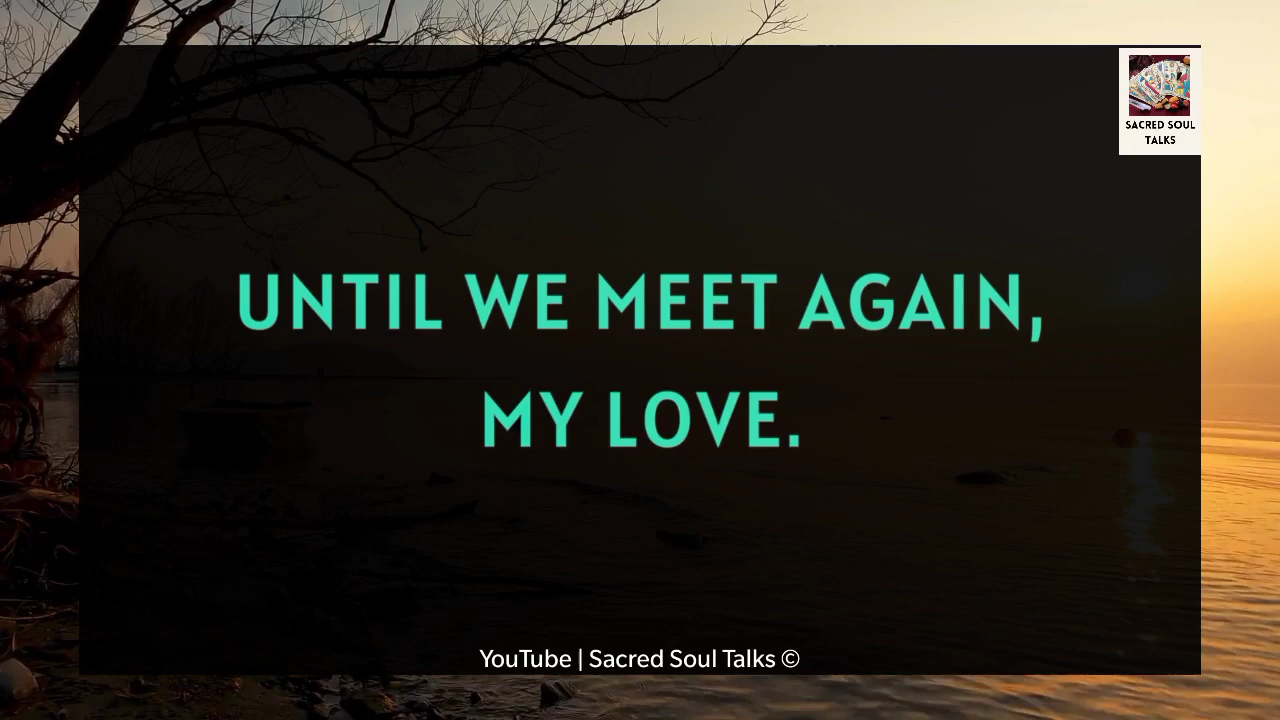 SACRED SOUL
TALKS
UNTIL WE MEET AGAIN,
MY LOVE.
YouTube | Sacred Soul Talks ©